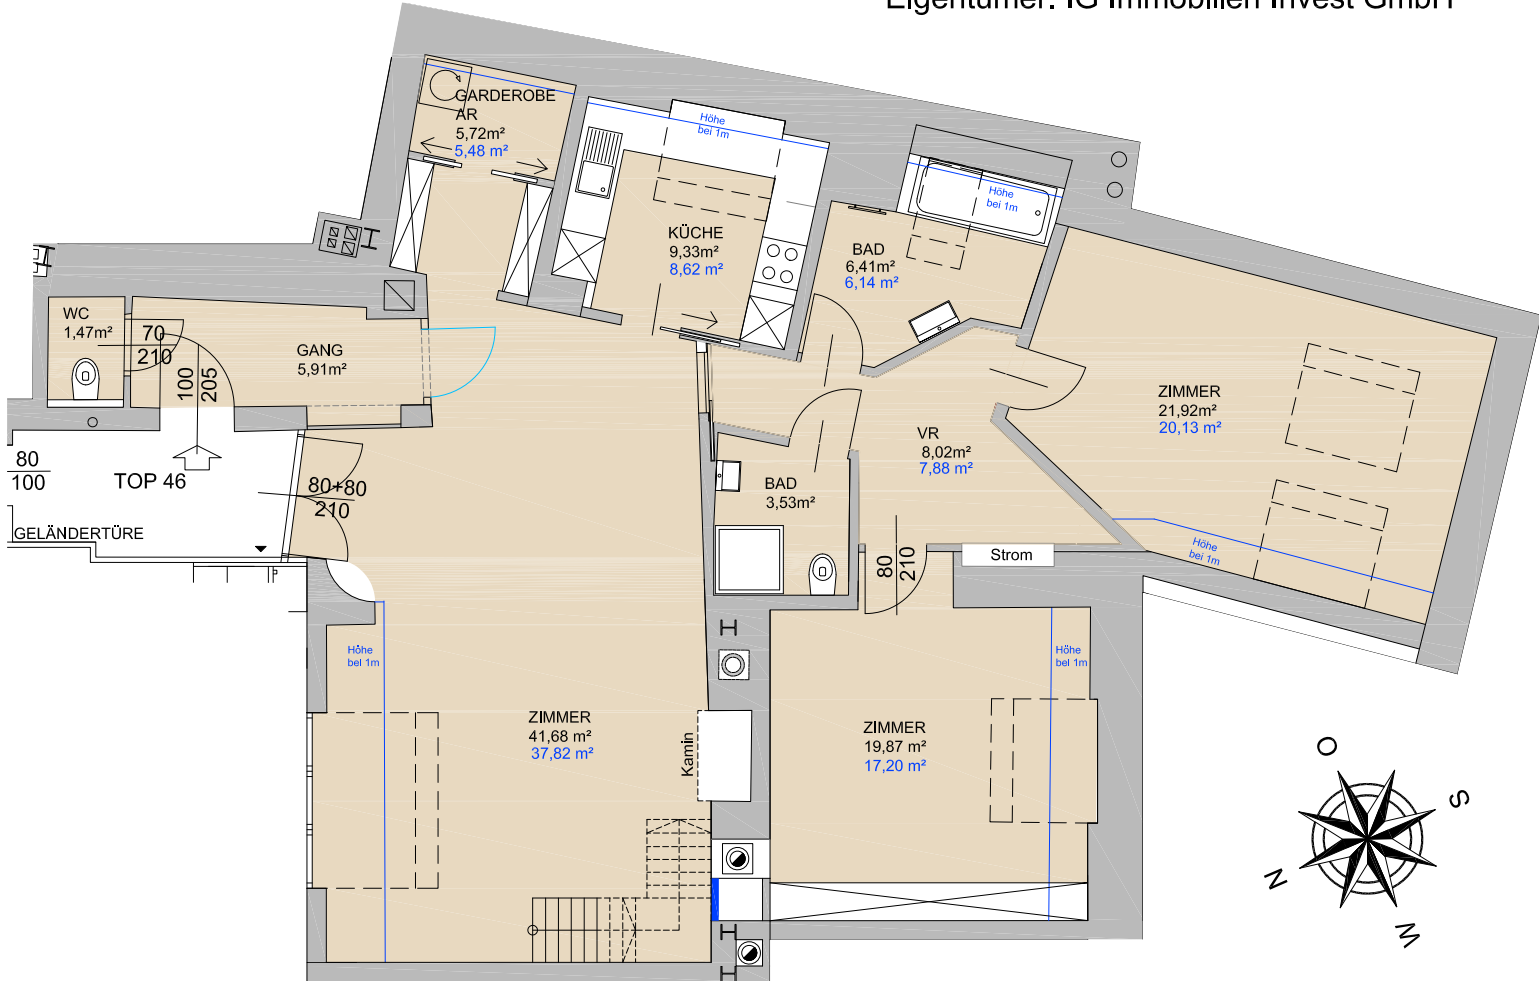 Eigentümer: IG Immobilien Invest GmbH
GARDEROBE
AR
5,72m²
5,48 m²
Höhe
bei 1m
KÜCHE
9,33m²
8,62 m²
Höhe
bei 1m
BAD
6,41m²
6,14 m²
WC
1,47m²
70
210
100
205
GANG
5,91m²
ZIMMER
21,92m²
20,13 m²
VR
8,02m²
7,88 m²
80
100
TOP 46
80+80
210
BAD
3,53m²
GELÄNDERTÜRE
80
210
Strom
Höhe
bei 1m
Höhe
bei 1m
Höhe
bei 1m
ZIMMER
41,68 m²
37,82 m²
Kamin
ZIMMER
19,87 m²
17,20 m²
O
S
N
W